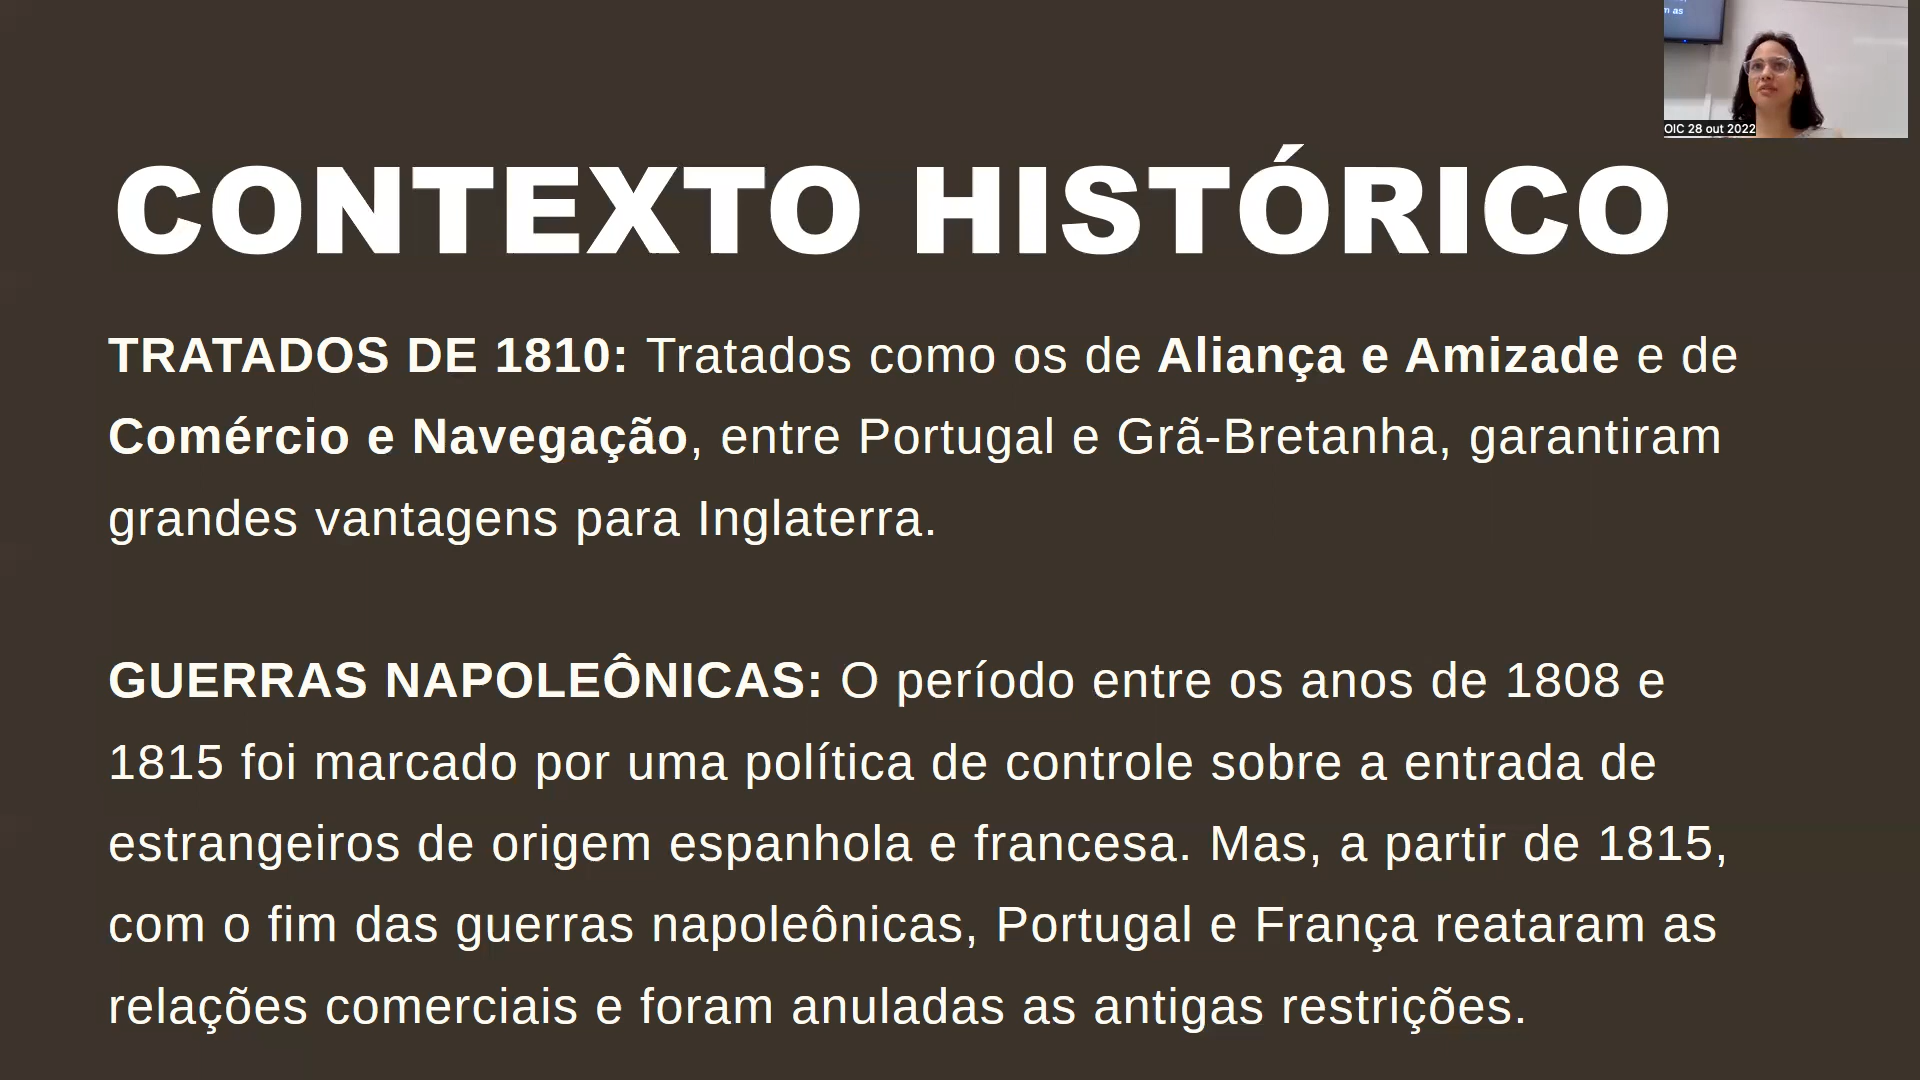 m as
OIC 28 out 2022
CONTEXTO HISTÓRICO
TRATADOS DE 1810: Tratados como os de Aliança e Amizade e de
Comércio e Navegação, entre Portugal e Grã-Bretanha, garantiram
grandes vantagens para Inglaterra.
GUERRAS NAPOLEÔNICAS: O período entre os anos de 1808 e
1815 foi marcado por uma política de controle sobre a entrada de
estrangeiros de origem espanhola e francesa. Mas, a partir de 1815,
com o fim das guerras napoleônicas, Portugal e França reataram as
relações comerciais e foram anuladas as antigas restrições.